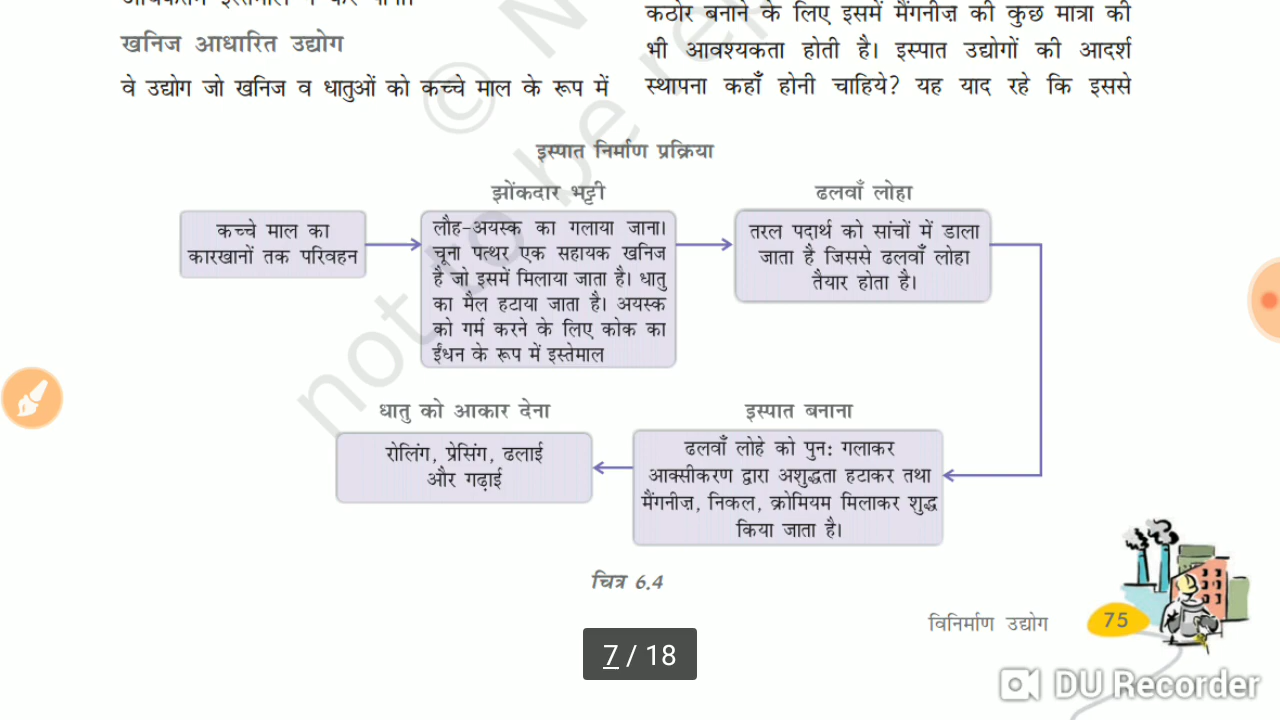 खनिज आधारित उद्योग
वे उद्योग जो खनिज व धातुओं को कच्चे माल के रूप में
कठोर बनाने के लिए इसमें मैंगनीज़ की कुछ मात्रा की
भी आवश्यकता होती है। इस्पात उद्योगों की आदर्श
स्थापना कहाँ होनी चाहिये? यह याद रहे कि इससे
इस्पात निर्माण प्रक्रिया
कच्चे माल का
कारखानों तक परिवहन
झोंकदार भट्टी
लौह-अयस्क का गलाया जाना।
चूना पत्थर एक सहायक खनिज
है जो इसमें मिलाया जाता है। धातु
का मैल हटाया जाता है। अयस्क
को गर्म करने के लिए कोक का
ईंधन के रूप में इस्तेमाल
ढलवाँ लोहा
तरल पदार्थ को सांचों में डाला
जाता है जिससे ढलवाँ लोहा
तैयार होता है।
इस्पात बनाना
ढलवाँ लोहे को पुन: गलाकर
आक्सीकरण द्वारा अशुद्धता हटाकर तथा
मैंगनीज़, निकल, क्रोमियम मिलाकर शुद्ध
किया जाता है।
धातु को आकार देना
रोलिंग, प्रेसिंग, ढलाई
और गढ़ाई
चित्र 6.4
विनिर्माण उद्योग 75
7 / 18
DU Recorder
© N
not to be re